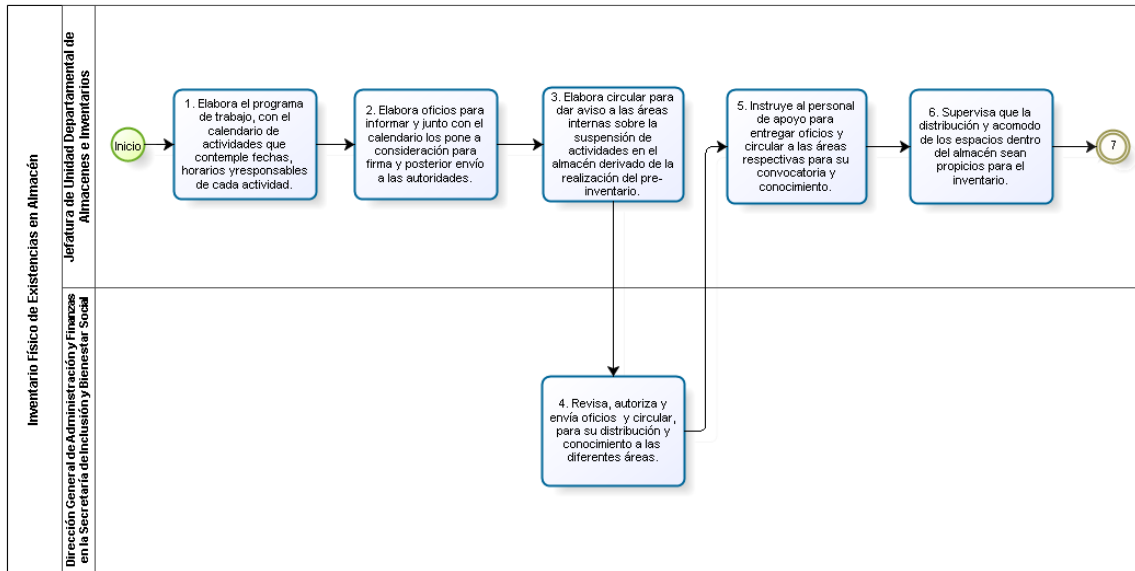 Inventario Físico de Existencias en Almacén
Jefatura de Unidad Departamental de
Almacenes e Inventarios
Inicio
1. Elabora el programa
de trabajo, con el
calendario de
actividades que
contemple fechas,
horarios yresponsables
de cada actividad.
2. Elabora oficios para
informar y junto con el
calendario los pone a
consideración para
firma y posterior envío
a las autoridades.
3. Elabora circular para
dar aviso a las áreas
internas sobre la
suspensión de
actividades en el
almacén derivado de la
realización del pre-
inventario.
5. Instruye al personal
de apoyo para
entregar oficios y
circular a las áreas
respectivas para su
convocatoria y
conocimiento.
6. Supervisa que la
distribución y acomodo
de los espacios dentro
del almacén sean
propicios para el
inventario.
7
Dirección General de Administración y Finanzas
en la Secretaría de Inclusión y Bienestar Social
4. Revisa, autoriza y
envía oficios y circular,
para su distribución y
conocimiento a las
diferentes áreas.